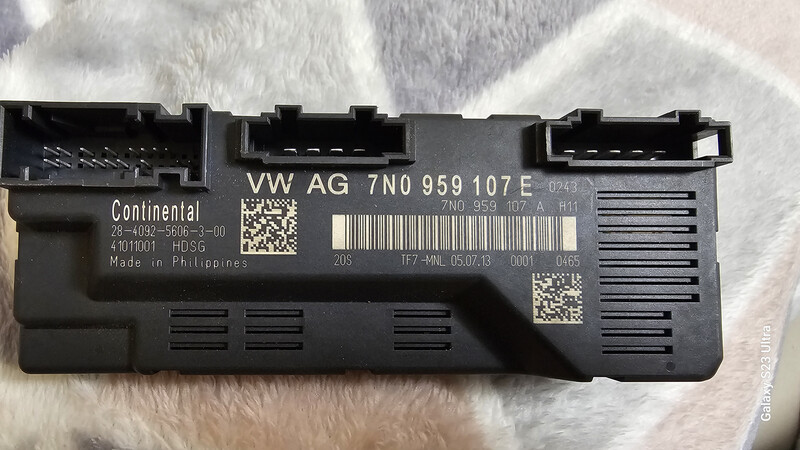 VW AG 7N0 959 107 E 0243
7N0 959 107 A H11
Continental
28-4092-5606-3-00
41011001 HDSG
Made in Philippines
20S TF7-MNL 05.07.13 0001 0465
Galaxy S23 Ultra